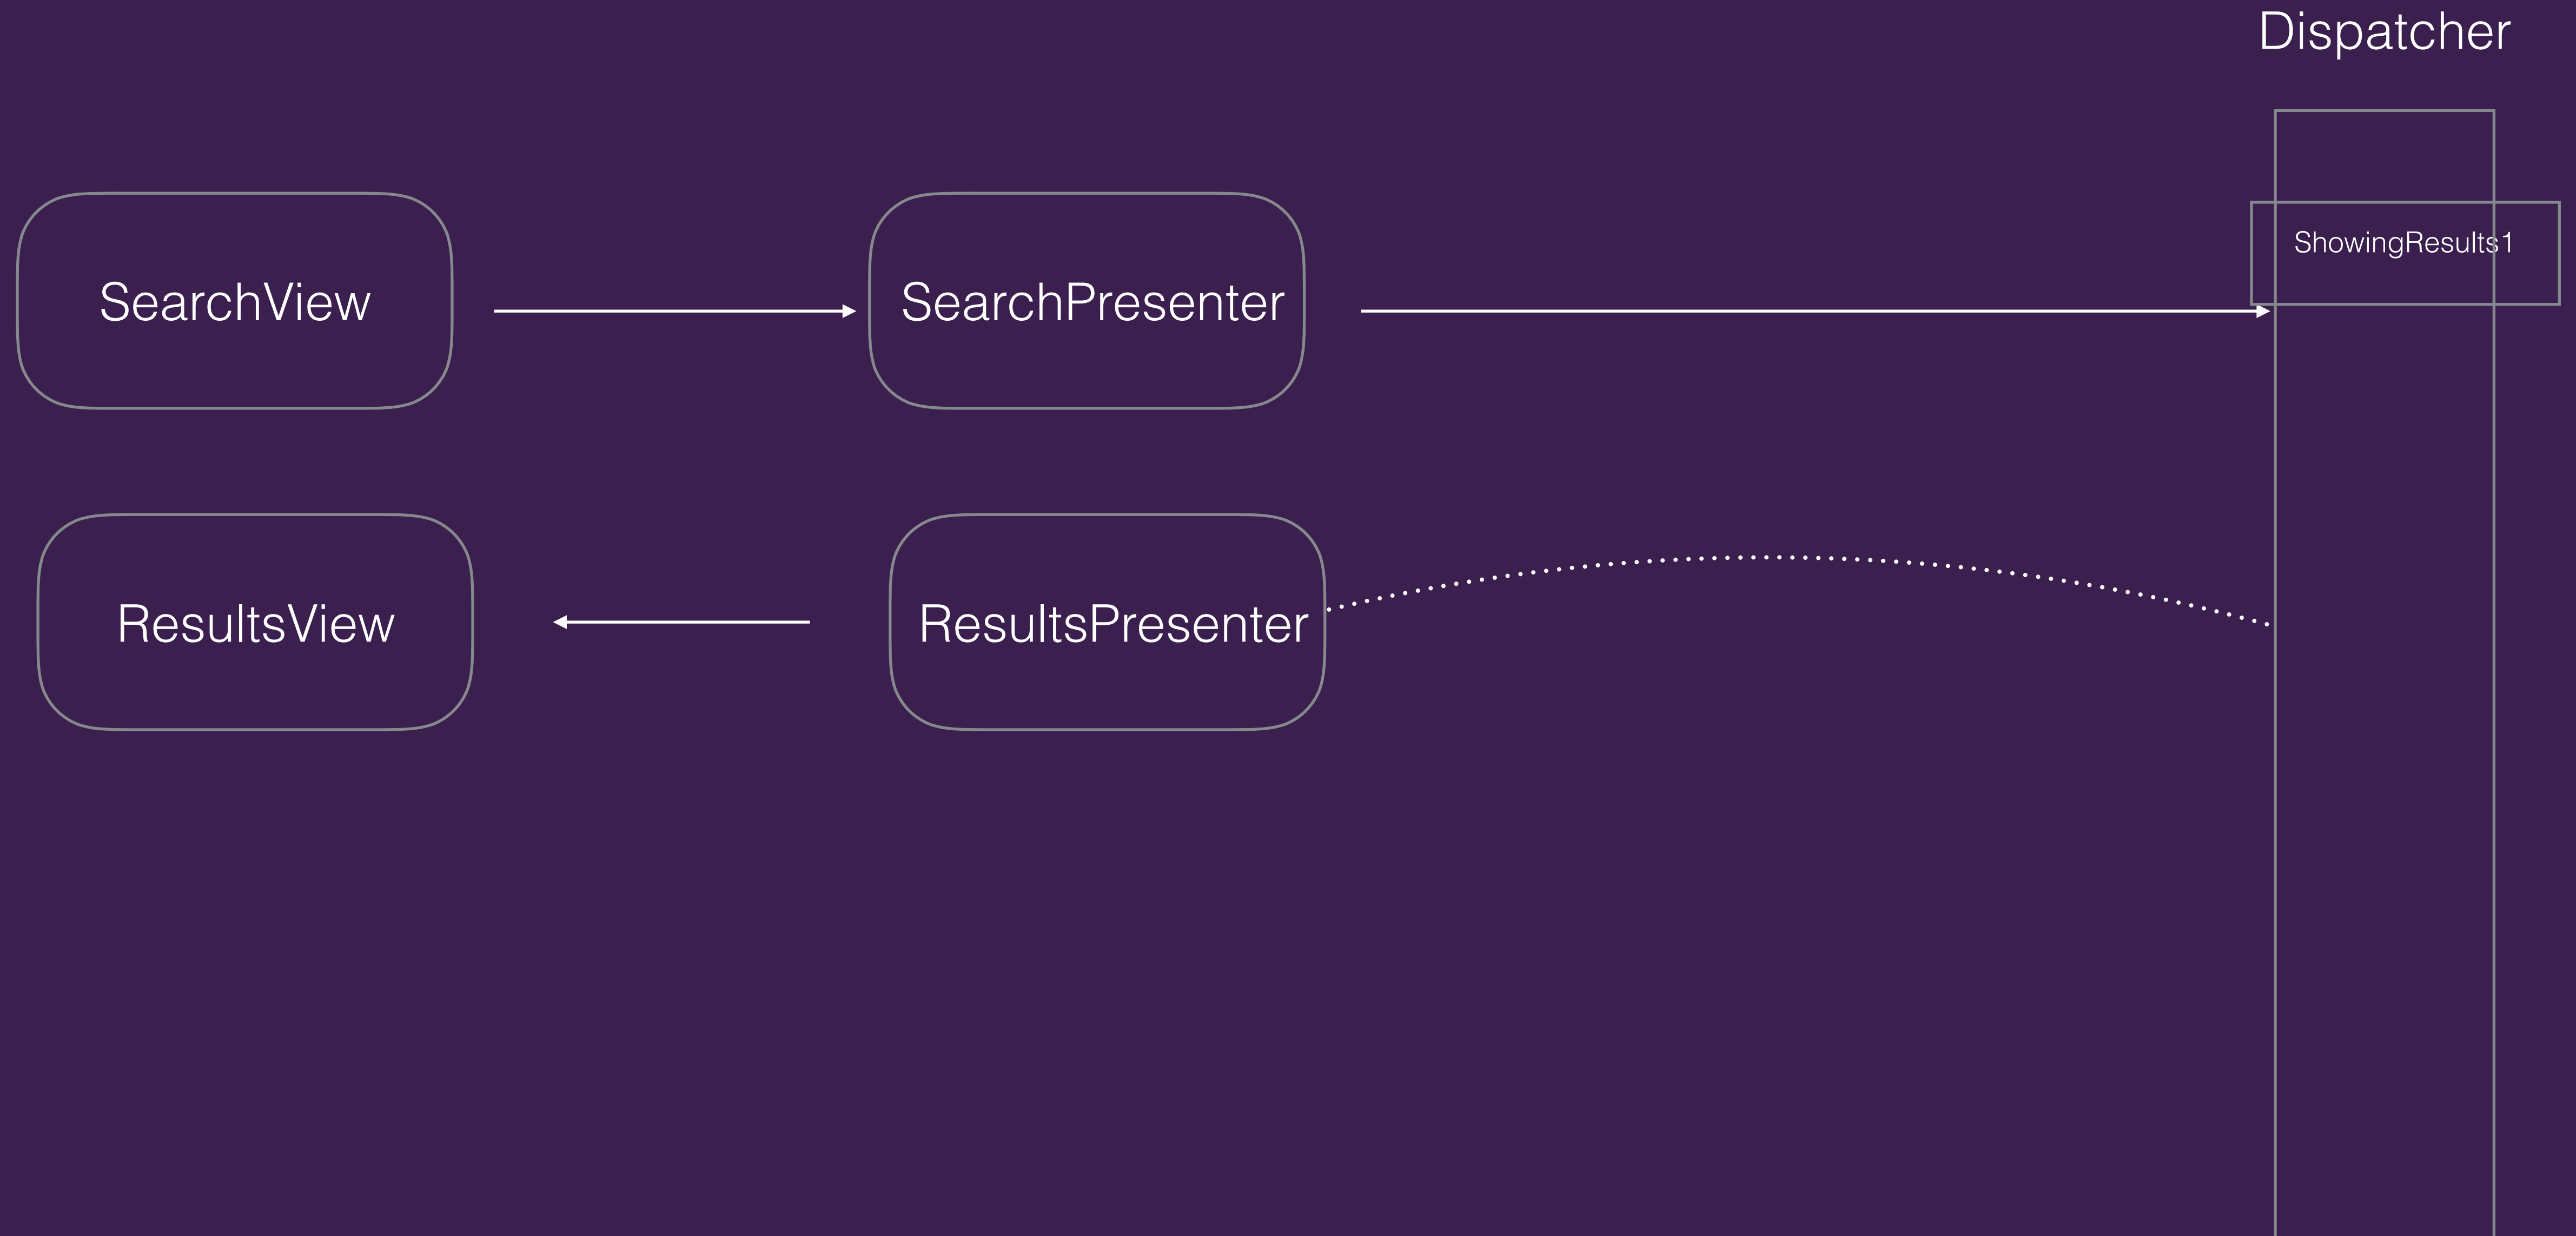 Dispatcher
ShowingResults1
SearchView
SearchPresenter
ResultsView
ResultsPresenter